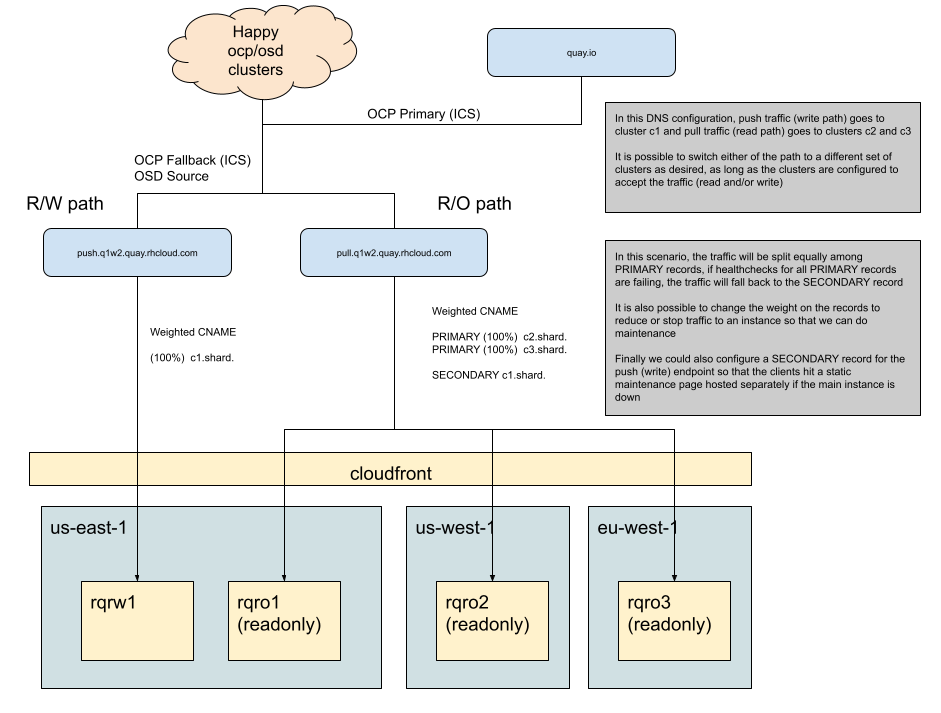 Happy
ocp/osd
clusters
quay.io
OCP Primary (ICS)
In this DNS configuration, push traffic (write path) goes to
cluster c1 and pull traffic (read path) goes to clusters c2 and c3
It is possible to switch either of the path to a different set of
clusters as desired, as long as the clusters are configured to
accept the traffic (read and/or write)
OCP Fallback (ICS)
OSD Source
R/W path
R/O path
push.q1w2.quay.rhcloud.com
pull.q1w2.quay.rhcloud.com
In this scenario, the traffic will be split equally among
PRIMARY records, if healthchecks for all PRIMARY records
are failing, the traffic will fall back to the SECONDARY record
It is also possible to change the weight on the records to
reduce or stop traffic to an instance so that we can do
maintenance
Finally we could also configure a SECONDARY record for the
push (write) endpoint so that the clients hit a static
maintenance page hosted separately if the main instance is
down
Weighted CNAME
(100%)  c1.shard.
Weighted CNAME
PRIMARY (100%)  c2.shard.
PRIMARY (100%)  c3.shard.
SECONDARY c1.shard.
cloudfront
us-east-1
us-west-1
eu-west-1
rqrw1
rqro1
(readonly)
rqro2
(readonly)
rqro3
(readonly)